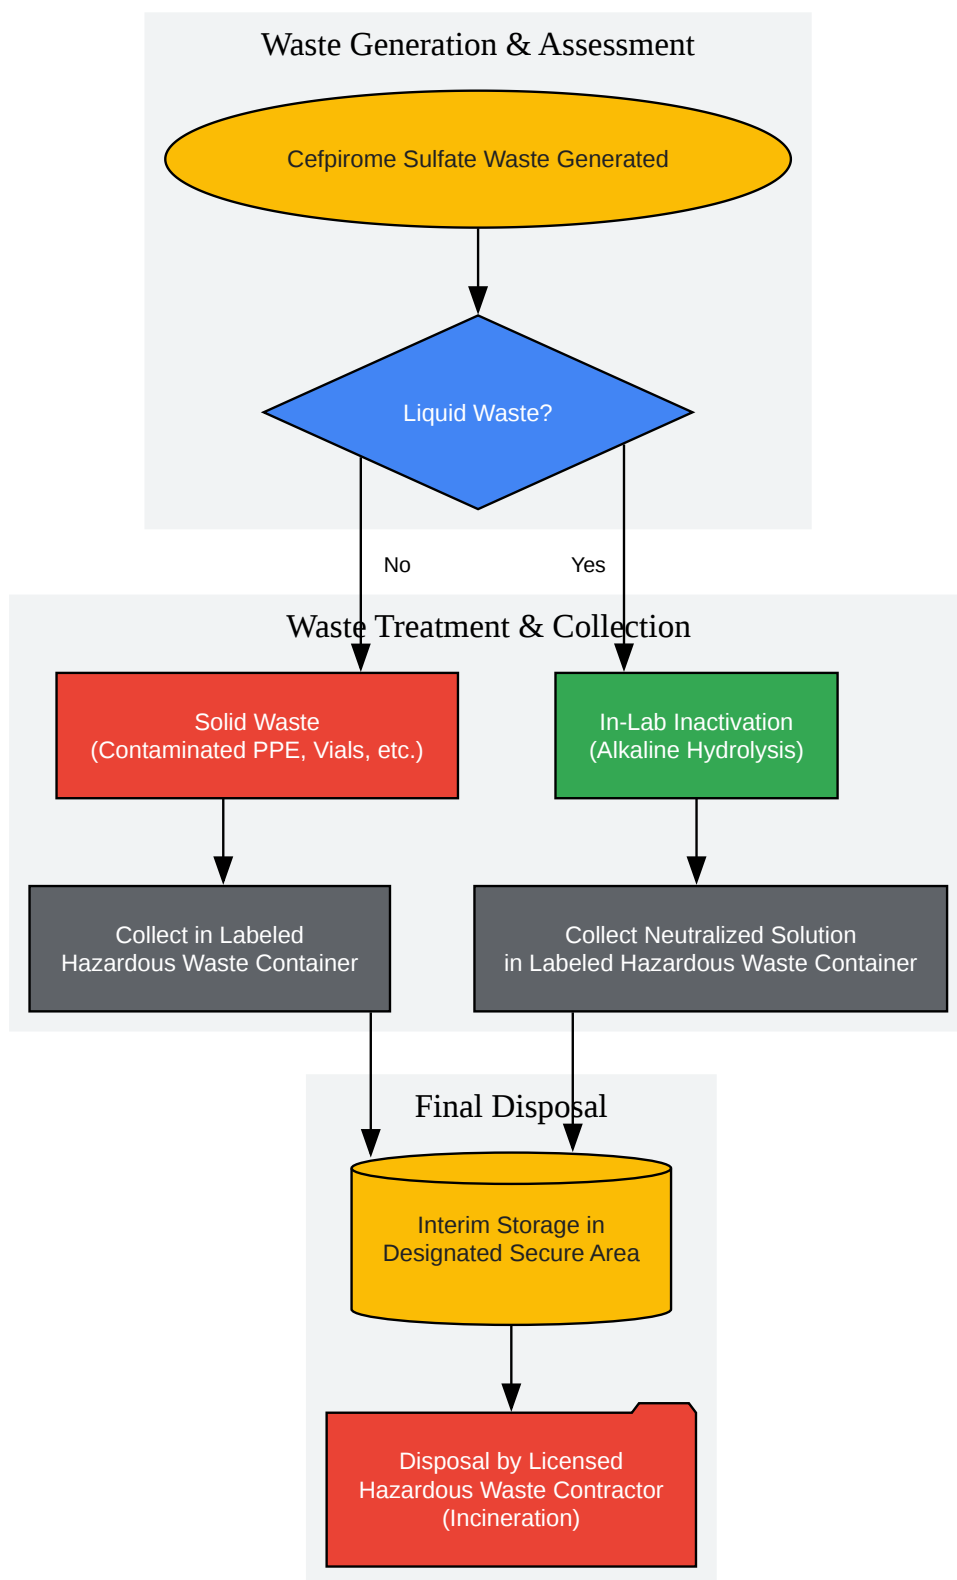 Waste Generation & Assessment
Cefpirome Sulfate Waste Generated
Liquid Waste?
No
Yes
Waste Treatment & Collection
Solid Waste
(Contaminated PPE, Vials, etc.)
In-Lab Inactivation
(Alkaline Hydrolysis)
Collect in Labeled
Hazardous Waste Container
Collect Neutralized Solution
in Labeled Hazardous Waste Container
Final Disposal
Interim Storage in
Designated Secure Area
Disposal by Licensed
Hazardous Waste Contractor
(Incineration)